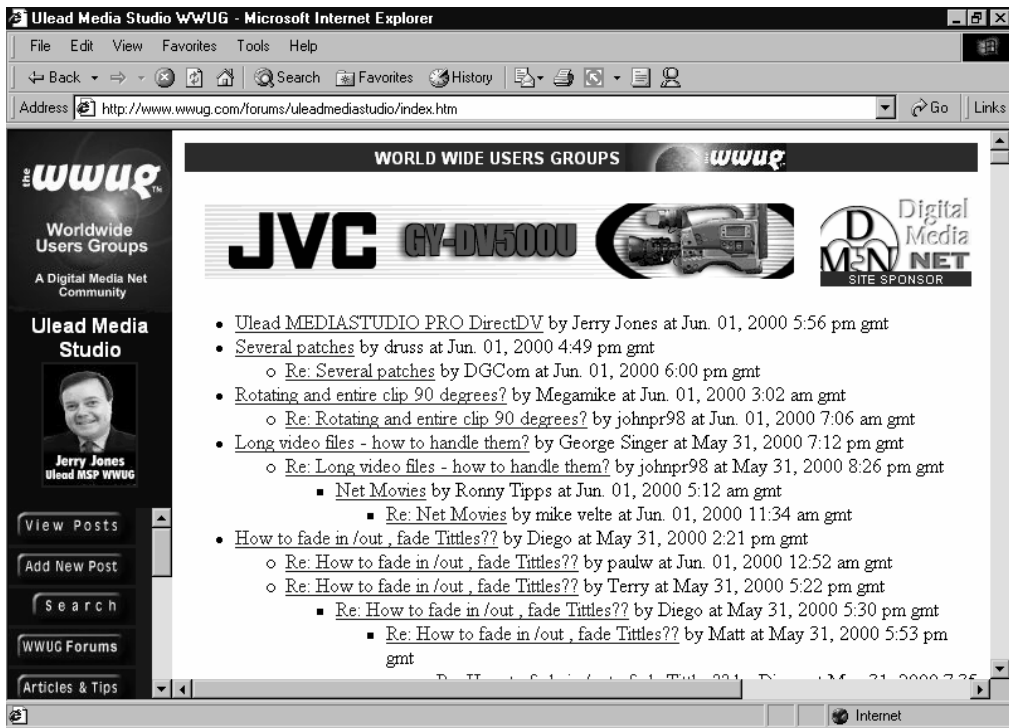 Ulead Media Studio WWUG - Microsoft Internet Explorer
File Edit View Favorites Tools Help
Back Search Favorites History
Address http://www.wwug.com/forums/uleadmediastudio/index.htm Go Links
the wwug TM
Worldwide
Users Groups
A Digital Media Net
Community
Ulead Media
Studio
Jerry Jones
Ulead MSP WWUG
View Posts
Add New Post
Search
WWUG Forums
Articles & Tips
WORLD WIDE USERS GROUPS the wwug
JVC GY-DV500U
DMN Digital
Media
NET
SITE SPONSOR
Ulead MEDIASTUDIO PRO DirectDV by Jerry Jones at Jun. 01, 2000 5:56 pm gmt
Several patches by druss at Jun. 01, 2000 4:49 pm gmt
Re: Several patches by DGCom at Jun. 01, 2000 6:00 pm gmt
Rotating and entire clip 90 degrees? by Megamike at Jun. 01, 2000 3:02 am gmt
Re: Rotating and entire clip 90 degrees? by johnpr98 at Jun. 01, 2000 7:06 am gmt
Long video files - how to handle them? by George Singer at May 31, 2000 7:12 pm gmt
Re: Long video files - how to handle them? by johnpr98 at May 31, 2000 8:26 pm gmt
Net Movies by Ronny Tipps at Jun. 01, 2000 5:12 am gmt
Re: Net Movies by mike velte at Jun. 01, 2000 11:34 am gmt
How to fade in /out , fade Tittles?? by Diego at May 31, 2000 2:21 pm gmt
Re: How to fade in /out , fade Tittles?? by paulw at Jun. 01, 2000 12:52 am gmt
Re: How to fade in /out , fade Tittles?? by Terry at May 31, 2000 5:22 pm gmt
Re: How to fade in /out , fade Tittles?? by Diego at May 31, 2000 5:30 pm gmt
Re: How to fade in /out , fade Tittles?? by Matt at May 31, 2000 5:53 pm
gmt
Internet